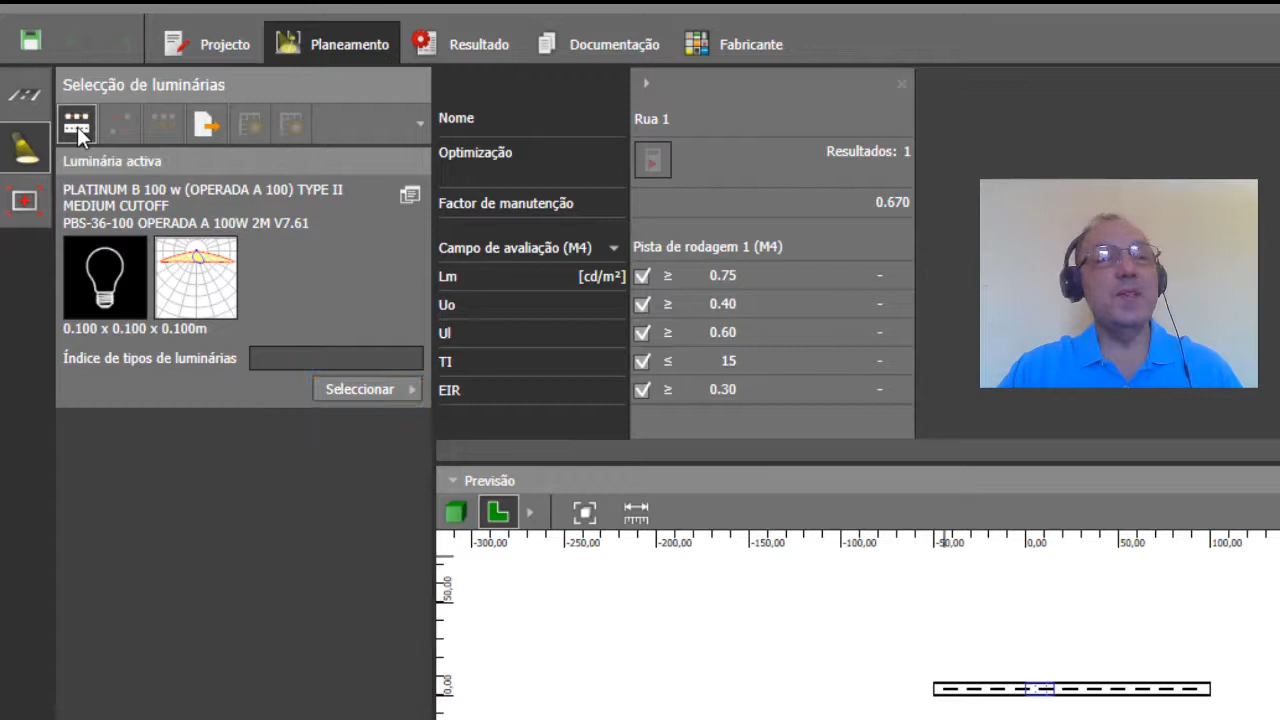 Projecto
Planeamento
Resultado
Documentação
Fabricante
Selecção de luminárias
Luminária activa
PLATINUM B 100 w (OPERADA A 100) TYPE II
MEDIUM CUTOFF
PBS-36-100 OPERADA A 100W 2M V7.61
0.100 x 0.100 x 0.100m
Índice de tipos de luminárias
Seleccionar
Nome Rua 1
Optimização Resultados: 1
Factor de manutenção 0.670
Campo de avaliação (M4) Pista de rodagem 1 (M4)
Lm [cd/m²] ≥ 0.75 -
Uo ≥ 0.40 -
Ul ≥ 0.60 -
TI ≤ 15 -
EIR ≥ 0.30 -
Previsão
-300,00 -250,00 -200,00 -150,00 -100,00 -50,00 0,00 50,00 100,00
50,00
0,00